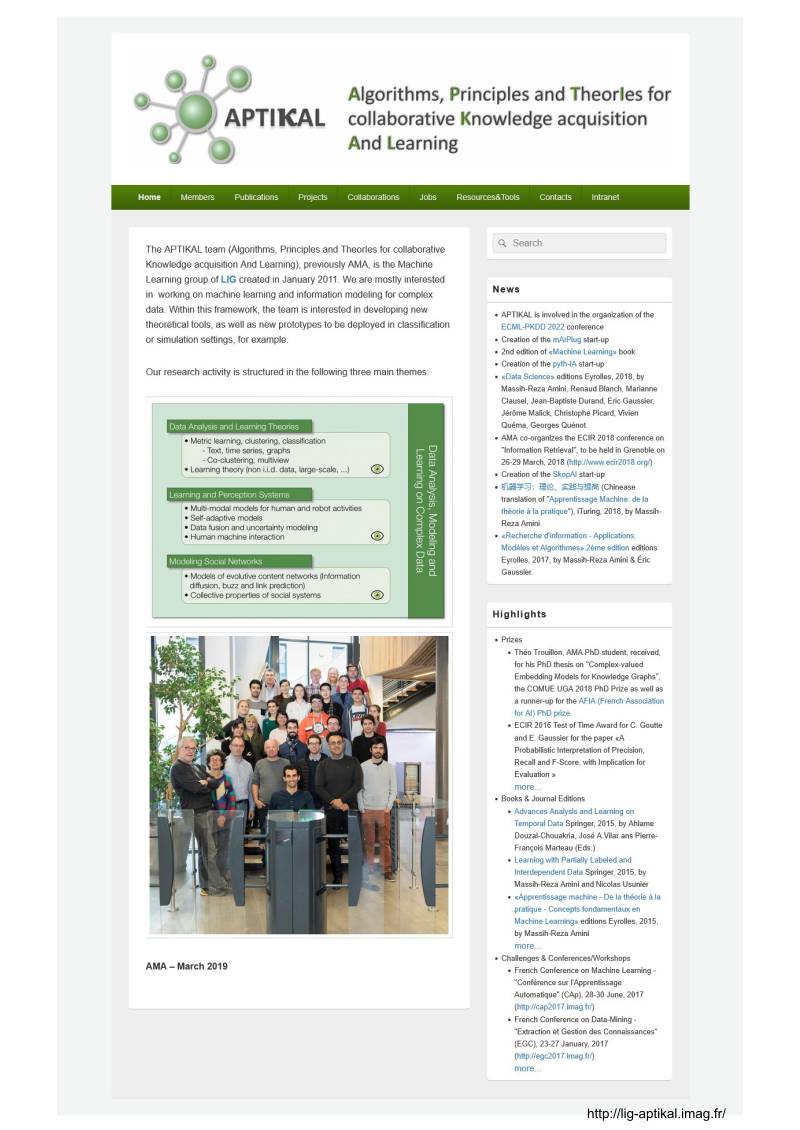 APTIKAL
Algorithms, Principles and TheorIes for
collaborative Knowledge acquisition
And Learning
Home Members Publications Projects Collaborations Jobs Resources&Tools Contacts Intranet
The APTIKAL team (Algorithms, Principles and TheorIes for collaborative
Knowledge acquisition And Learning), previously AMA, is the Machine
Learning group of LIG created in January 2011. We are mostly interested
in working on machine learning and information modeling for complex
data. Within this framework, the team is interested in developing new
theoretical tools, as well as new prototypes to be deployed in classification
or simulation settings, for example.
Our research activity is structured in the following three main themes:
Data Analysis and Learning Theories
• Metric learning, clustering, classification
- Text, time series, graphs
- Co-clustering, multiview
• Learning theory (non i.i.d. data, large-scale, ...)
Learning and Perception Systems
• Multi-modal models for human and robot activities
• Self-adaptive models
• Data fusion and uncertainty modeling
• Human machine interaction
Modeling Social Networks
• Models of evolutive content networks (Information
diffusion, buzz and link prediction)
• Collective properties of social systems
Data Analysis, Modeling and
Learning on Complex Data
AMA – March 2019
Search
News
• APTIKAL is involved in the organization of the
ECML-PKDD 2022 conference
• Creation of the mAiPlug start-up
• 2nd edition of «Machine Learning» book
• Creation of the pyth-IA start-up
• «Data Science» editions Eyrolles, 2018, by
Massih-Reza Amini, Renaud Blanch, Marianne
Clausel, Jean-Baptiste Durand, Eric Gaussier,
Jérôme Malick, Christophe Picard, Vivien
Quéma, Georges Quénot.
• AMA co-organizes the ECIR 2018 conference on
"Information Retrieval", to be held in Grenoble on
26-29 March, 2018 (http://www.ecir2018.org/)
• Creation of the SkopAI start-up
• 机器学习：理论、实践与提高 (Chinease
translation of "Apprentissage Machine: de la
théorie à la pratique"), iTuring, 2018, by Massih-
Reza Amini
• «Recherche d'information - Applications,
Modèles et Algorithmes» 2ème edition editions
Eyrolles, 2017, by Massih-Reza Amini & Éric
Gaussier.
Highlights
• Prizes
• Théo Trouillon, AMA PhD student, received,
for his PhD thesis on "Complex-valued
Embedding Models for Knowledge Graphs",
the COMUE UGA 2018 PhD Prize as well as
a runner-up for the AFIA (French Association
for AI) PhD prize
• ECIR 2016 Test of Time Award for C. Goutte
and E. Gaussier for the paper «A
Probabilistic Interpretation of Precision,
Recall and F-Score, with Implication for
Evaluation »
more...
• Books & Journal Editions
• Advances Analysis and Learning on
Temporal Data Springer, 2015, by Ahlame
Douzal-Chouakria, José A.Vilar ans Pierre-
François Marteau (Eds.)
• Learning with Partially Labeled and
Interdependent Data Springer, 2015, by
Massih-Reza Amini and Nicolas Usunier
• «Apprentissage machine - De la théorie à la
pratique - Concepts fondamentaux en
Machine Learning» editions Eyrolles, 2015,
by Massih-Reza Amini
more...
• Challenges & Conferences/Workshops
• French Conference on Machine Learning -
"Conférence sur l'Apprentissage
Automatique" (CAp), 28-30 June, 2017
(http://cap2017.imag.fr/)
• French Conference on Data-Mining -
"Extraction et Gestion des Connaissances"
(EGC), 23-27 January, 2017
(http://egc2017.imag.fr/)
more...
http://lig-aptikal.imag.fr/